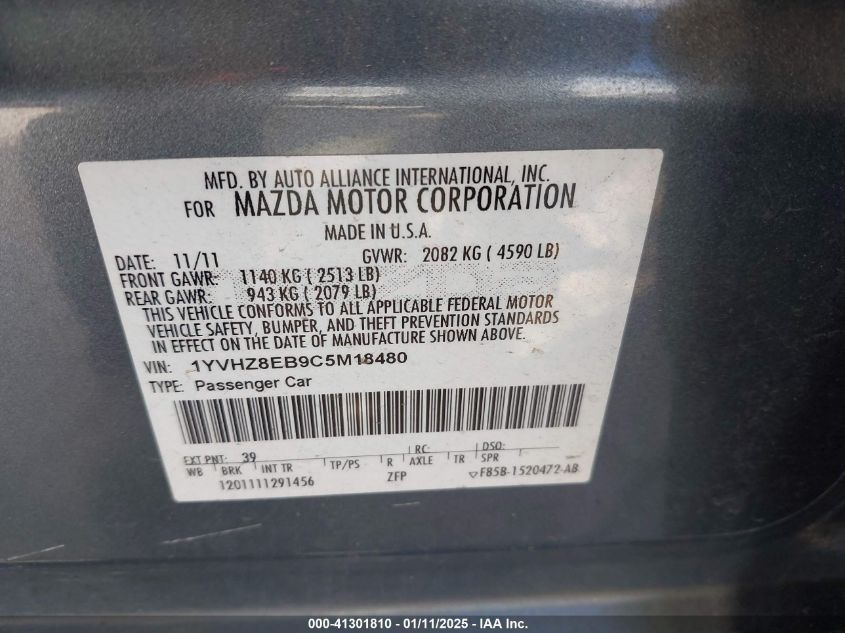 MFD. BY AUTO ALLIANCE INTERNATIONAL, INC.
FOR MAZDA MOTOR CORPORATION
MADE IN U.S.A.
DATE: 11/11 GVWR: 2082 KG ( 4590 LB)
FRONT GAWR: 1140 KG ( 2513 LB)
REAR GAWR: 943 KG ( 2079 LB)
THIS VEHICLE CONFORMS TO ALL APPLICABLE FEDERAL MOTOR
VEHICLE SAFETY, BUMPER, AND THEFT PREVENTION STANDARDS
IN EFFECT ON THE DATE OF MANUFACTURE SHOWN ABOVE.
VIN: 1YVHZ8EB9C5M18480
TYPE: Passenger Car
EXT PNT: 39 RC: DSO:
WB BRK INT TR TP/PS R AXLE TR SPR
1201111291456 ZFP F85B-1520472-AB
000-41301810 - 01/11/2025 - IAA Inc.